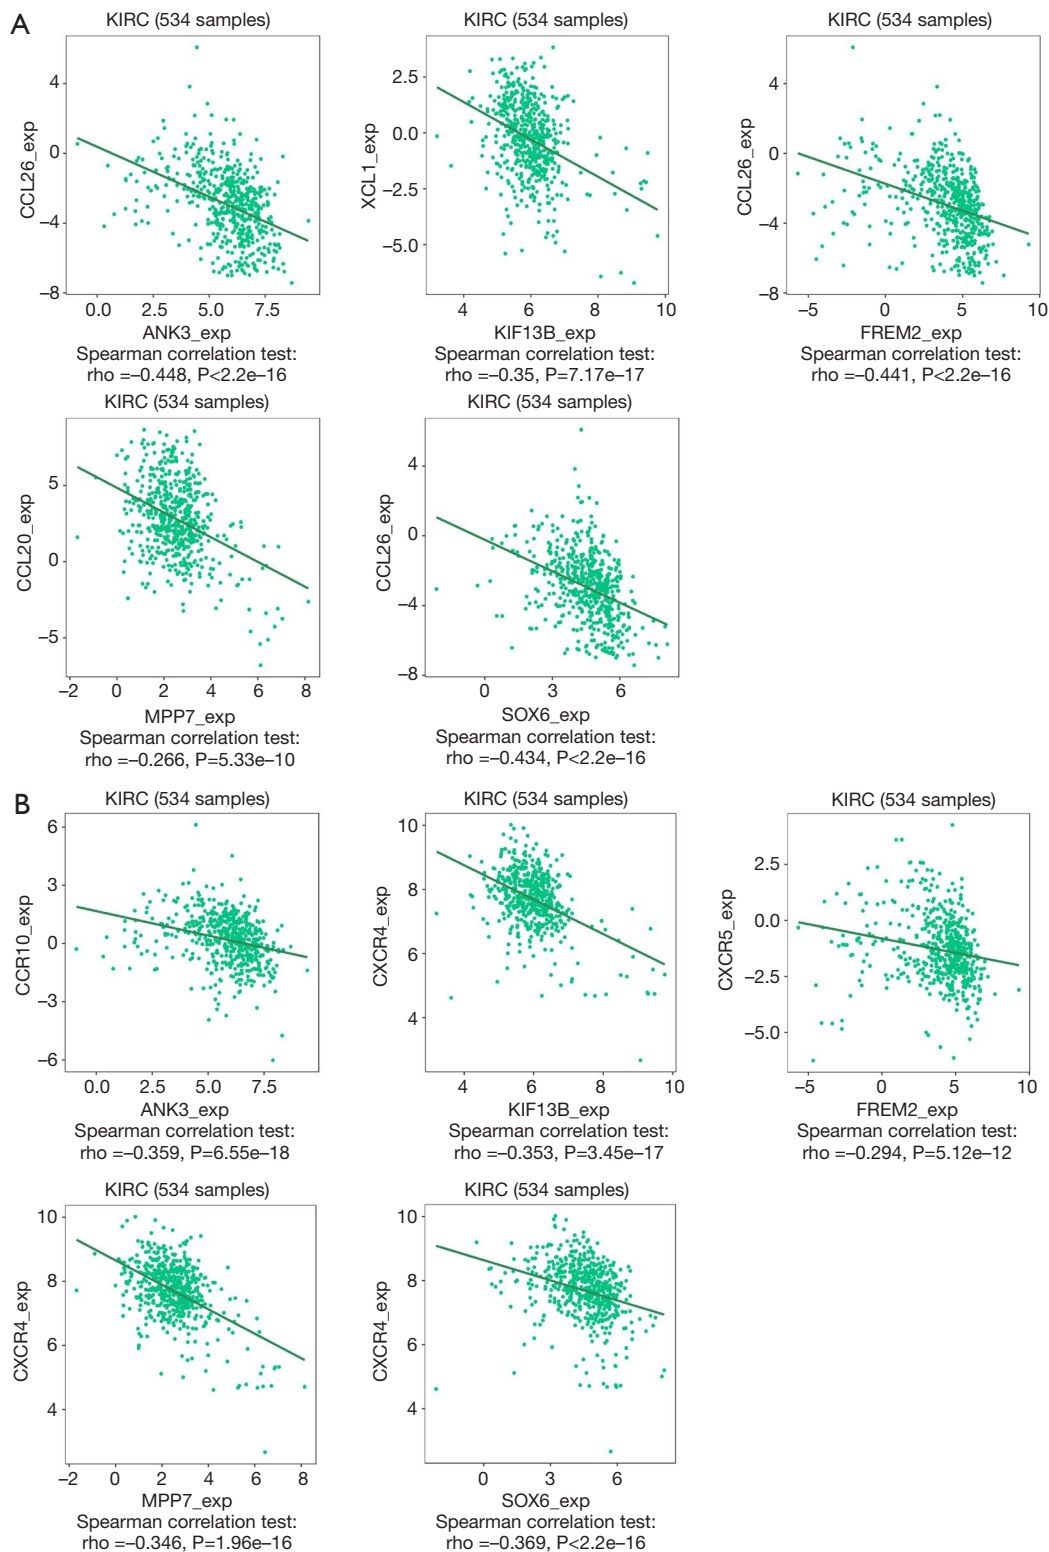 A
KIRC (534 samples)
CCL26_exp
4
0
−4
−8
0.0 2.5 5.0 7.5
ANK3_exp
Spearman correlation test:
rho =−0.448, P<2.2e−16
KIRC (534 samples)
XCL1_exp
2.5
0.0
−2.5
−5.0
4 6 8 10
KIF13B_exp
Spearman correlation test:
rho =−0.35, P=7.17e−17
KIRC (534 samples)
CCL26_exp
4
0
−4
−8
−5 0 5 10
FREM2_exp
Spearman correlation test:
rho =−0.441, P<2.2e−16
KIRC (534 samples)
CCL20_exp
5
0
−5
−2 0 2 4 6 8
MPP7_exp
Spearman correlation test:
rho =−0.266, P=5.33e−10
KIRC (534 samples)
CCL26_exp
4
0
−4
−8
0 3 6
SOX6_exp
Spearman correlation test:
rho =−0.434, P<2.2e−16
B
KIRC (534 samples)
CCR10_exp
6
3
0
−3
−6
0.0 2.5 5.0 7.5
ANK3_exp
Spearman correlation test:
rho =−0.359, P=6.55e−18
KIRC (534 samples)
CXCR4_exp
10
8
6
4
4 6 8 10
KIF13B_exp
Spearman correlation test:
rho =−0.353, P=3.45e−17
KIRC (534 samples)
CXCR5_exp
2.5
0.0
−2.5
−5.0
−5 0 5 10
FREM2_exp
Spearman correlation test:
rho =−0.294, P=5.12e−12
KIRC (534 samples)
CXCR4_exp
10
8
6
4
−2 0 2 4 6 8
MPP7_exp
Spearman correlation test:
rho =−0.346, P=1.96e−16
KIRC (534 samples)
CXCR4_exp
10
8
6
4
0 3 6
SOX6_exp
Spearman correlation test:
rho =−0.369, P<2.2e−16